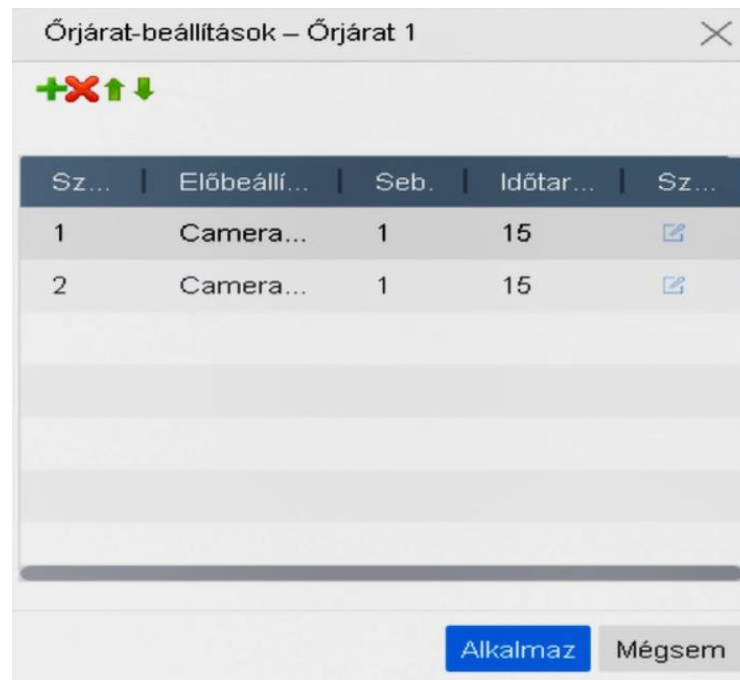 Őrjárat-beállítások – Őrjárat 1
Sz... Előbeállí... Seb. Időtar... Sz...
1 Camera... 1 15
2 Camera... 1 15
Alkalmaz Mégsem